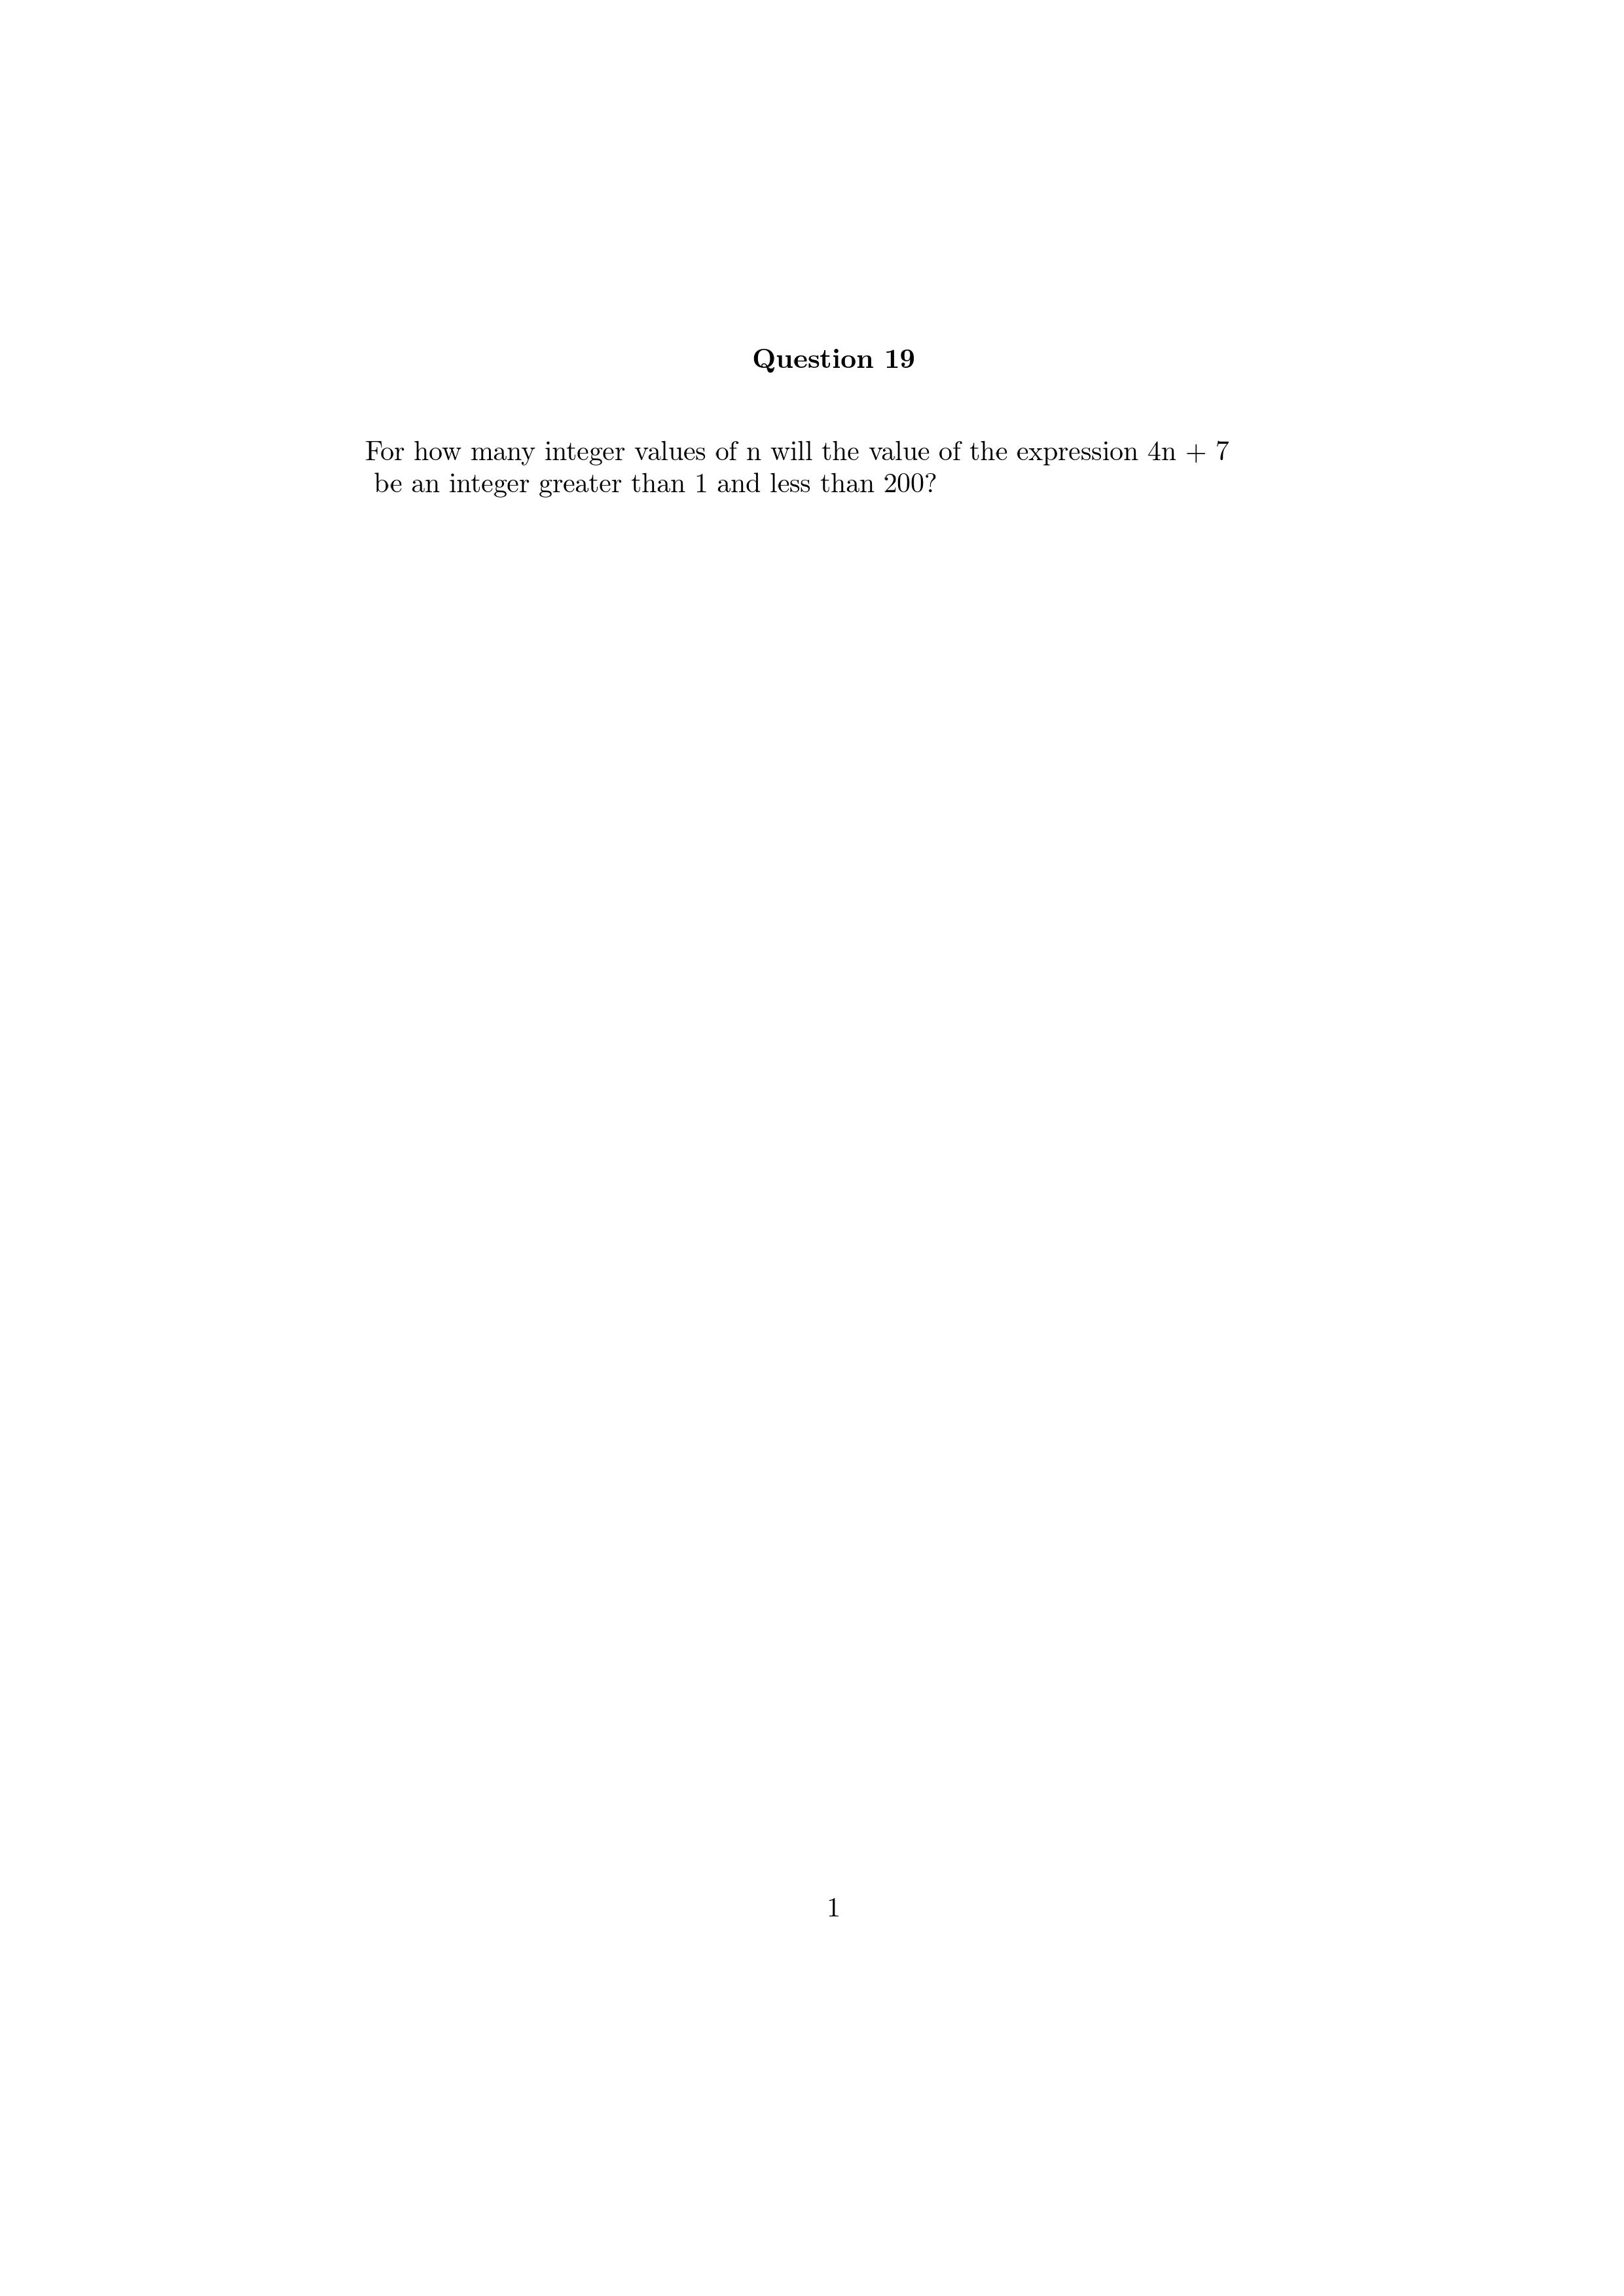 Question 19
For how many integer values of n will the value of the expression 4n + 7
be an integer greater than 1 and less than 200?
1